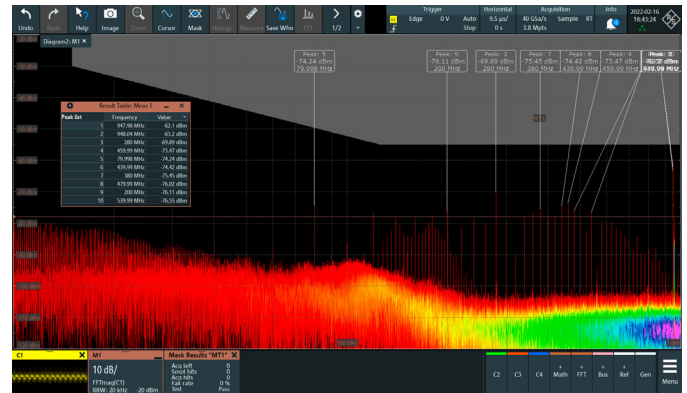 Trigger
Horizontal
Acquisition
Info
2022-02-16
18:43:24
Edge 0 V Auto
Stop
9.5 µs/
0 s
40 GSa/s Sample RT
3.8 Mpts
Undo
Redo
Help
Image
Zoom
Cursor
Mask
Histogr.
Measure
Save Wfm
FFT
1/2
Diagram2: M1 ×
Peak: 5
-74.24 dBm
79.998 MHz
Peak: 9
-76.11 dBm
200 MHz
Peak: 3
-69.89 dBm
280 MHz
Peak: 7
-75.45 dBm
380 MHz
Peak: 6
-74.42 dBm
439.99 MHz
Peak: 4
-73.47 dBm
459.99 MHz
Result Table: Meas 1
Peak list Frequency Value
1 947.98 MHz -62.1 dBm
2 948.04 MHz -63.2 dBm
3 280 MHz -69.89 dBm
4 459.99 MHz -73.47 dBm
5 79.998 MHz -74.24 dBm
6 439.99 MHz -74.42 dBm
7 380 MHz -75.45 dBm
8 479.99 MHz -76.02 dBm
9 200 MHz -76.11 dBm
10 539.99 MHz -76.55 dBm
MT1
C1 X
M1
10 dB/
FFTmag(C1)
RBW: 20 kHz -20 dBm
Mask Results "MT1" X
Acq left 0
Smpl hits 0
Acq hits 0
Fail rate 0 %
Test Pass
C2
C3
C4
+ Math
+ FFT
+ Bus
+ Ref
Gen
Menu